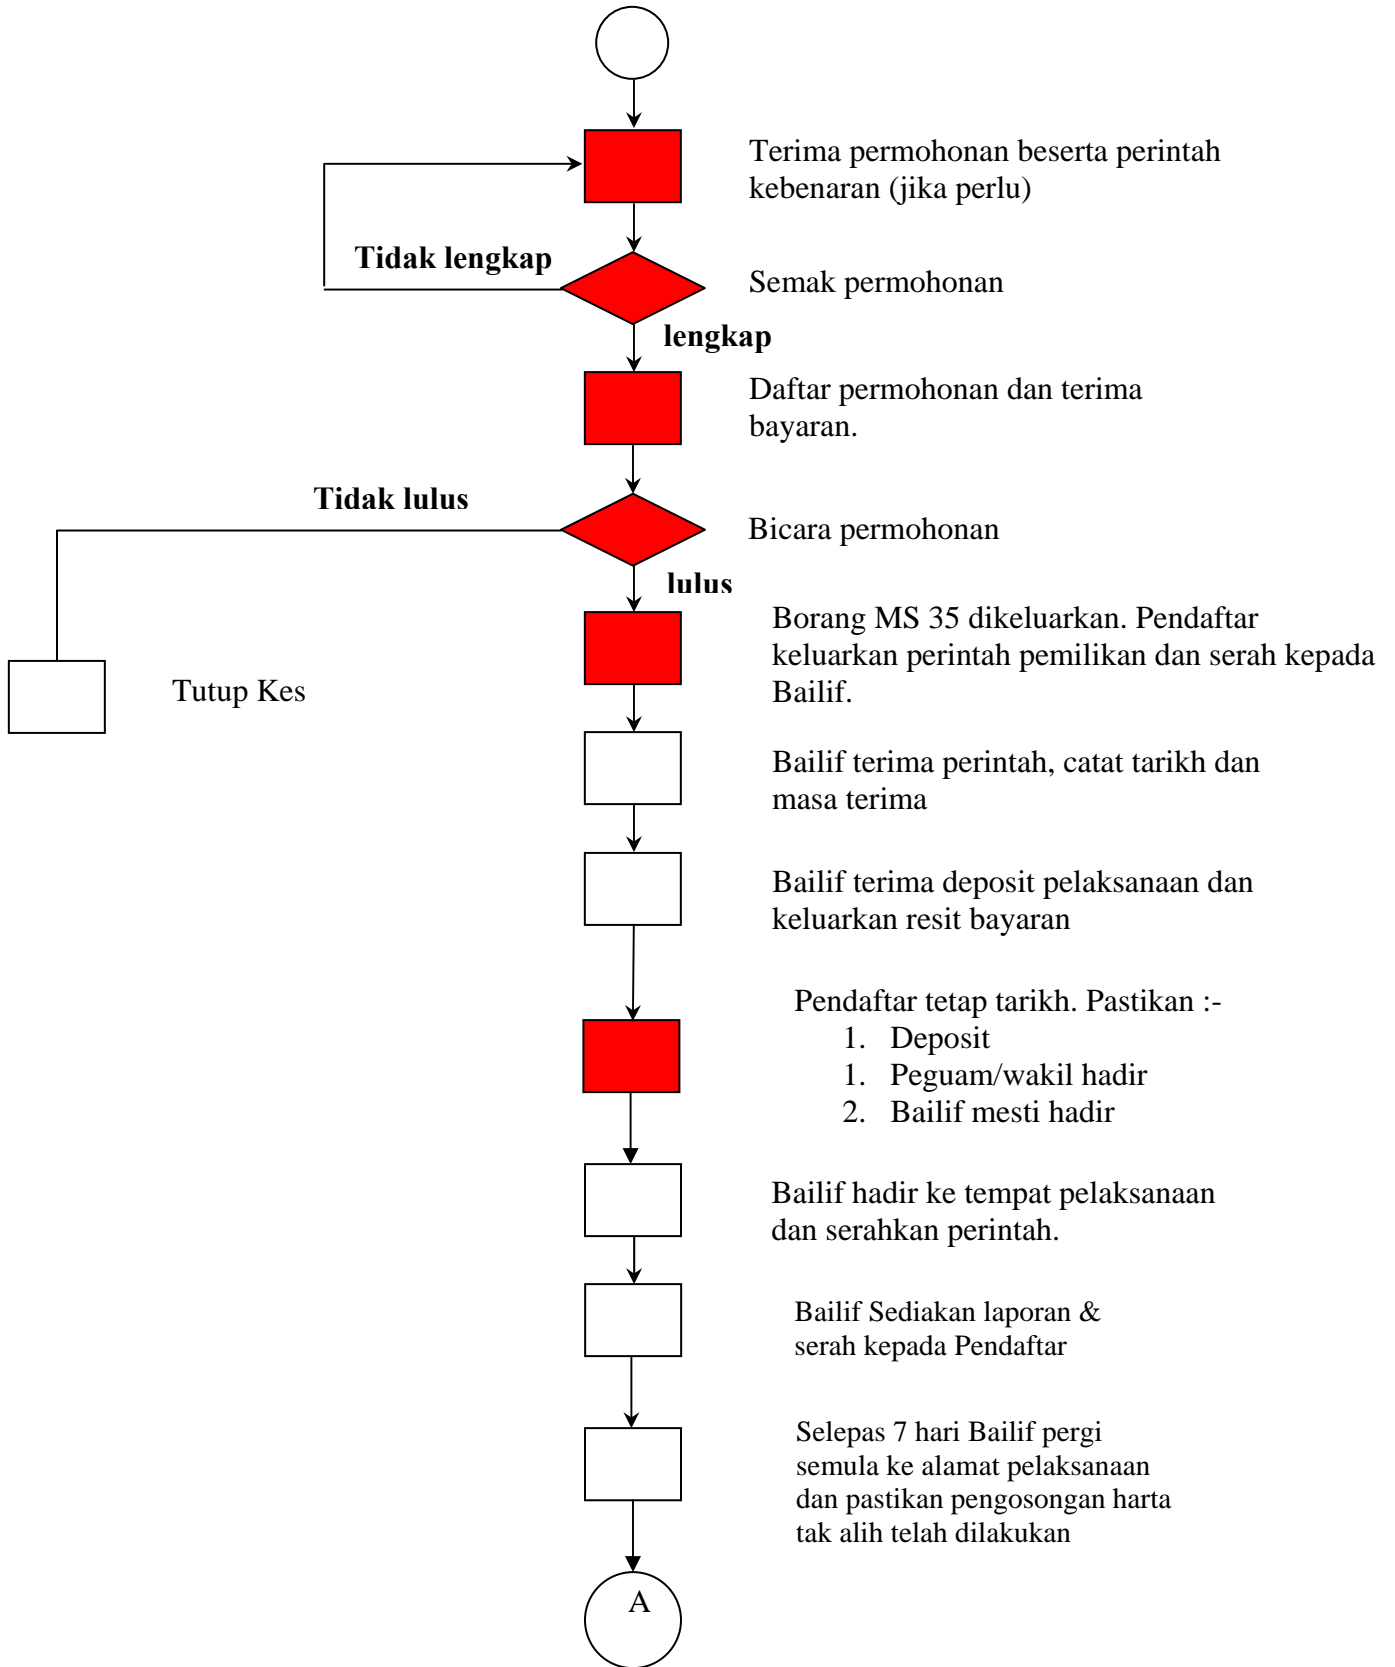 Terima permohonan beserta perintah
kebenaran (jika perlu)
Tidak lengkap
Semak permohonan
lengkap
Daftar permohonan dan terima
bayaran.
Tidak lulus
Bicara permohonan
lulus
Borang MS 35 dikeluarkan. Pendaftar
keluarkan perintah pemilikan dan serah kepada
Bailif.
Tutup Kes
Bailif terima perintah, catat tarikh dan
masa terima
Bailif terima deposit pelaksanaan dan
keluarkan resit bayaran
Pendaftar tetap tarikh. Pastikan :-
1. Deposit
1. Peguam/wakil hadir
2. Bailif mesti hadir
Bailif hadir ke tempat pelaksanaan
dan serahkan perintah.
Bailif Sediakan laporan &
serah kepada Pendaftar
Selepas 7 hari Bailif pergi
semula ke alamat pelaksanaan
dan pastikan pengosongan harta
tak alih telah dilakukan
A